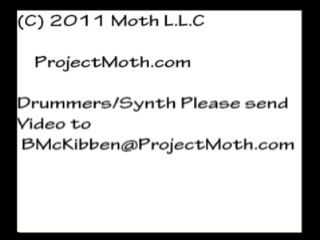 (C) 2011 Moth L.L.C
ProjectMoth.com
Drummers/Synth Please send
Video to
BMcKibben@ProjectMoth.com